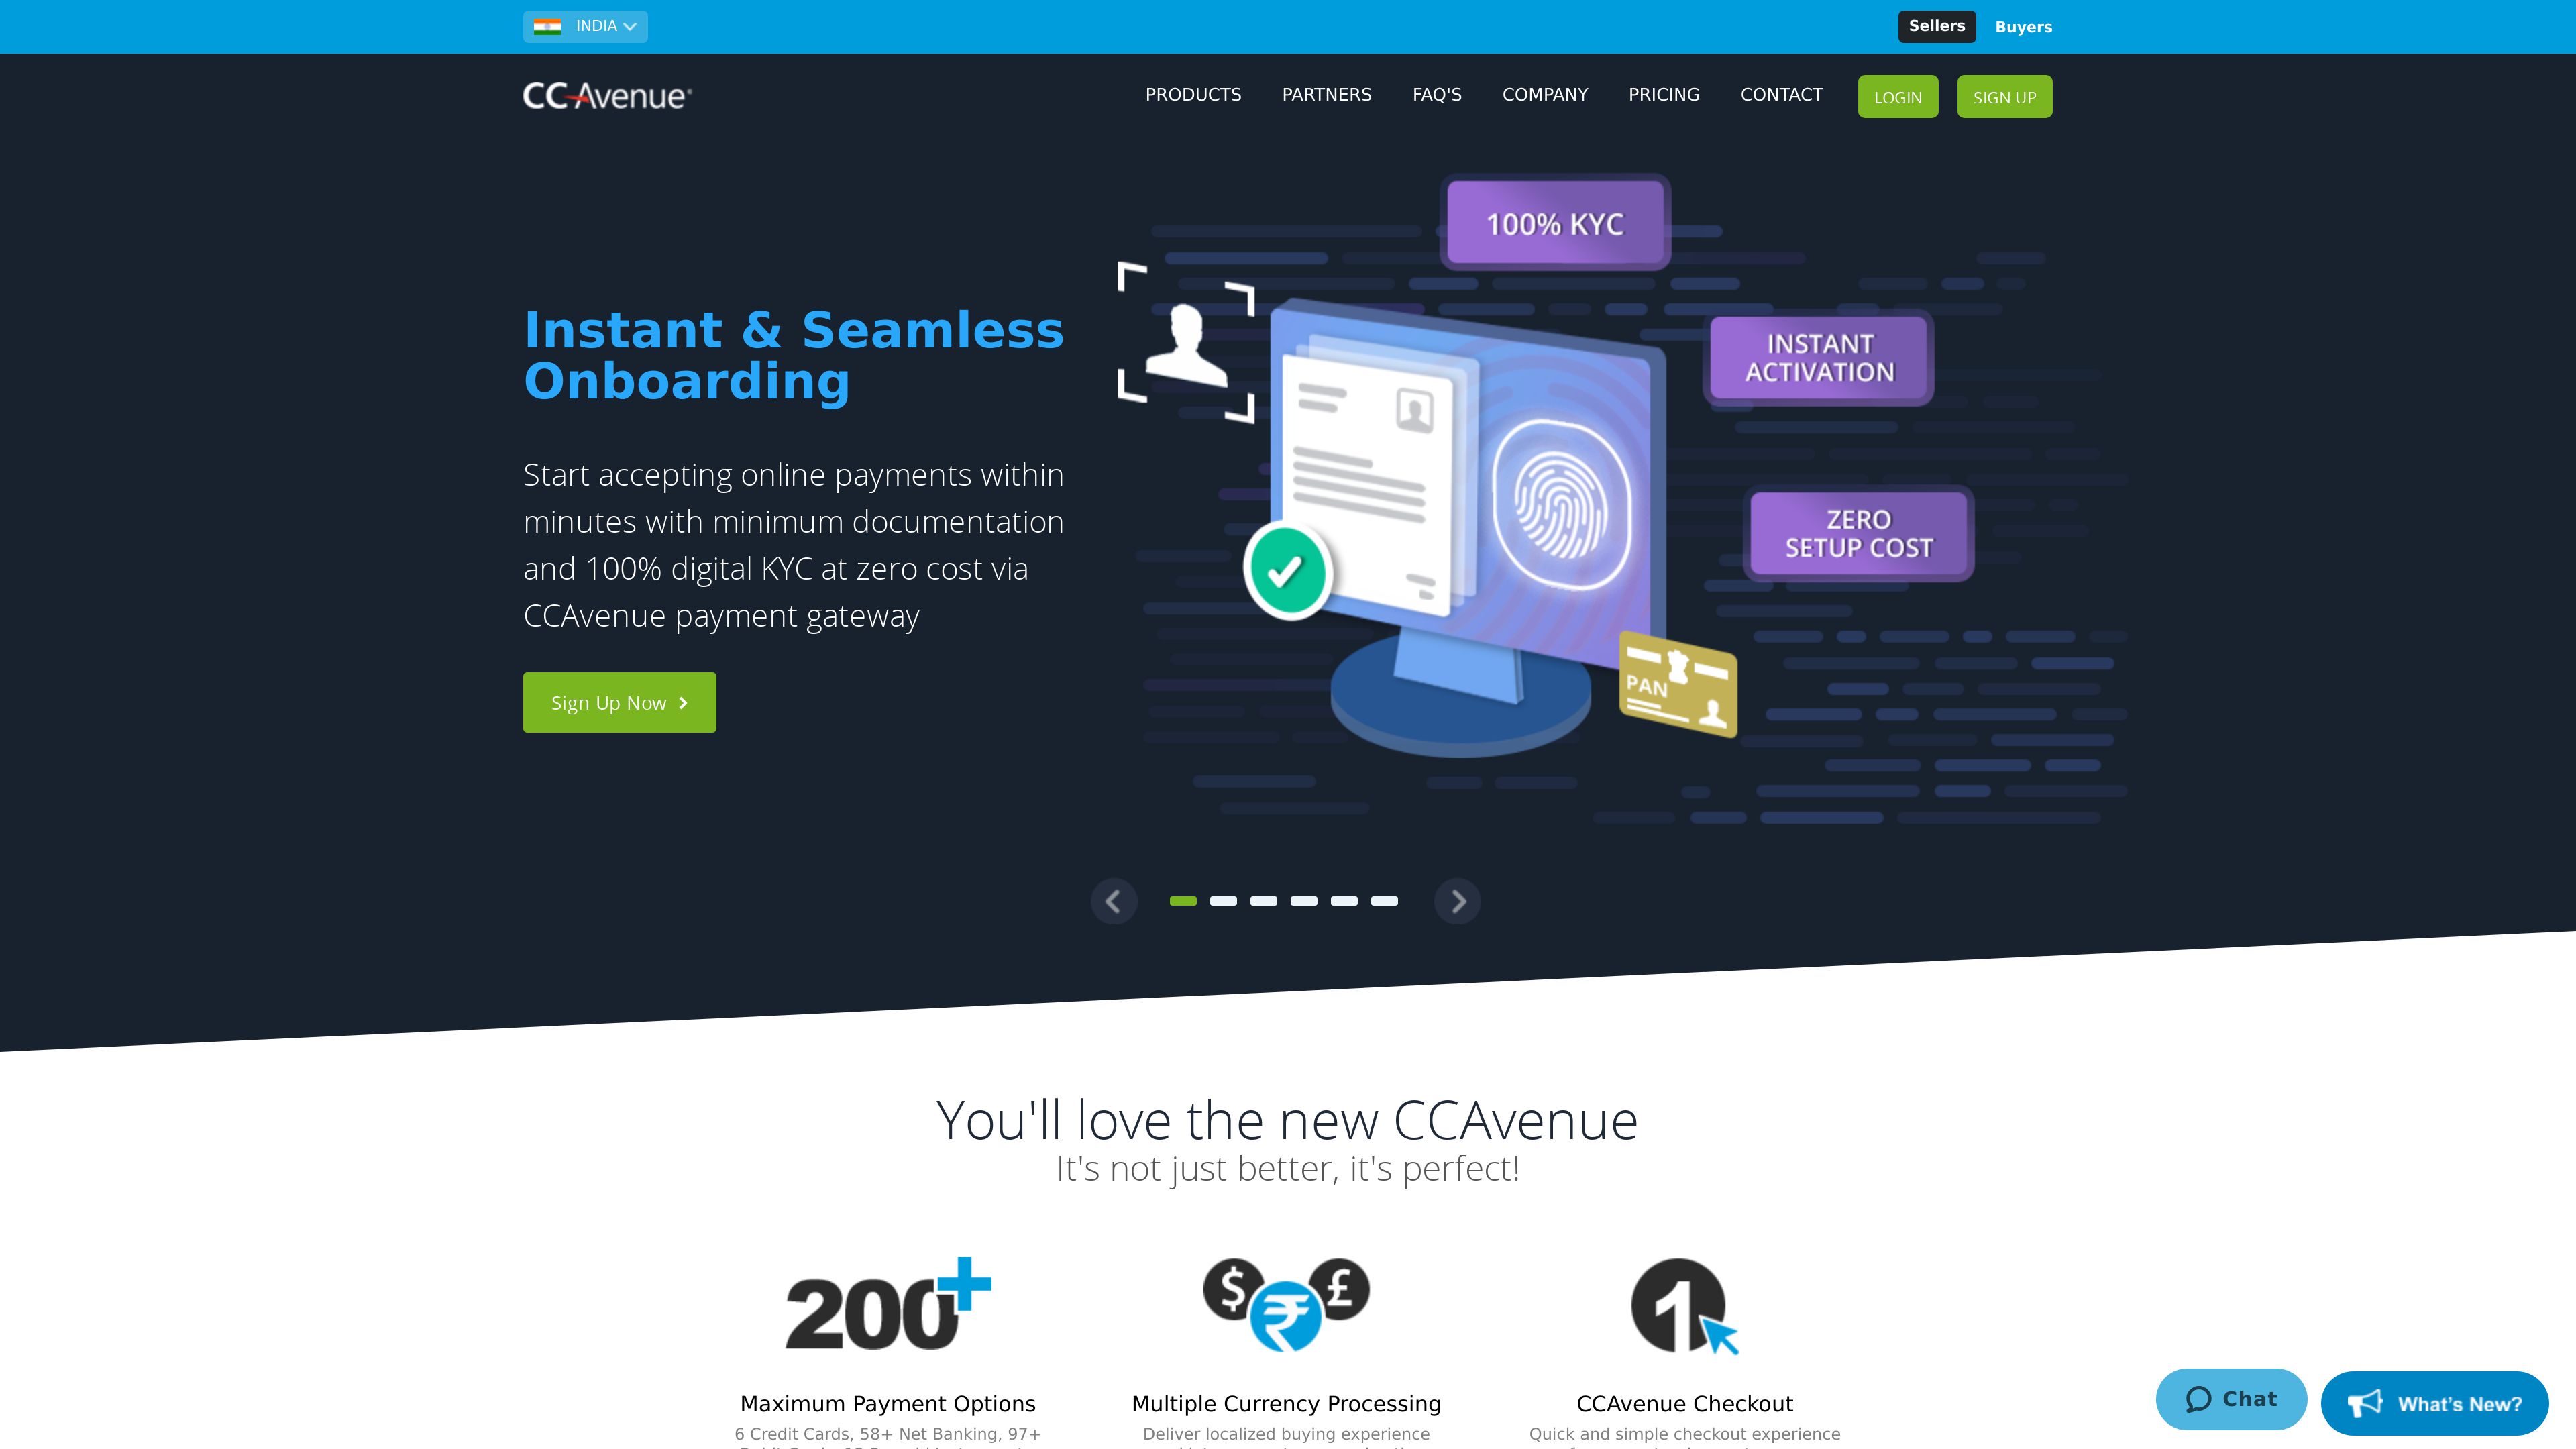 INDIA
Sellers
Buyers
CCAvenue
PRODUCTS
PARTNERS
FAQ'S
COMPANY
PRICING
CONTACT
LOGIN
SIGN UP
Instant & Seamless
Onboarding
Start accepting online payments within
minutes with minimum documentation
and 100% digital KYC at zero cost via
CCAvenue payment gateway
Sign Up Now
100% KYC
INSTANT
ACTIVATION
ZERO
SETUP COST
PAN
You'll love the new CCAvenue
It's not just better, it's perfect!
200+
$ ₹ £
1
Maximum Payment Options
Multiple Currency Processing
CCAvenue Checkout
6 Credit Cards, 58+ Net Banking, 97+
Deliver localized buying experience
Quick and simple checkout experience
Chat
What's New?